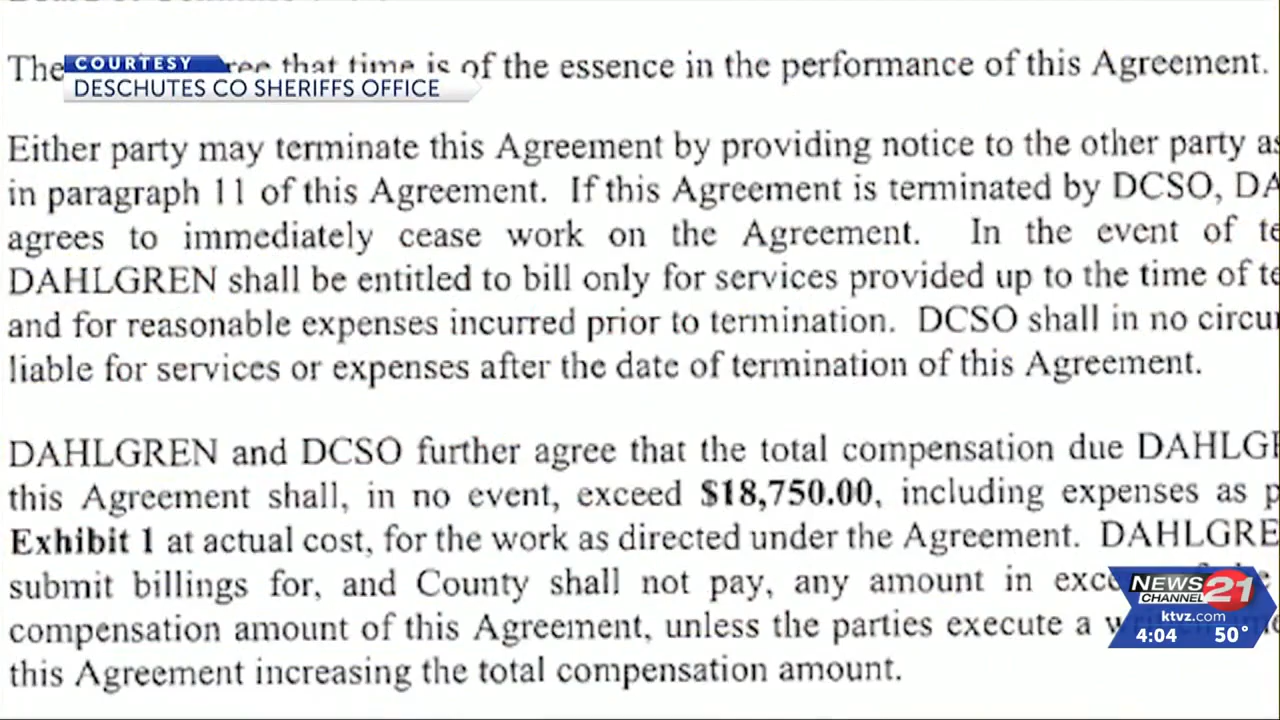 The
COURTESY
that time is of the essence in the performance of this Agreement.
DESCHUTES CO SHERIFFS OFFICE
Either party may terminate this Agreement by providing notice to the other party as
in paragraph 11 of this Agreement. If this Agreement is terminated by DCSO, DA
agrees to immediately cease work on the Agreement. In the event of te
DAHLGREN shall be entitled to bill only for services provided up to the time of te
and for reasonable expenses incurred prior to termination. DCSO shall in no circu
liable for services or expenses after the date of termination of this Agreement.
DAHLGREN and DCSO further agree that the total compensation due DAHLG
this Agreement shall, in no event, exceed $18,750.00, including expenses as p
Exhibit 1 at actual cost, for the work as directed under the Agreement. DAHLGRE
submit billings for, and County shall not pay, any amount in exce
compensation amount of this Agreement, unless the parties execute a w
this Agreement increasing the total compensation amount.
NEWS
CHANNEL 21
ktvz.com
4:04 50°